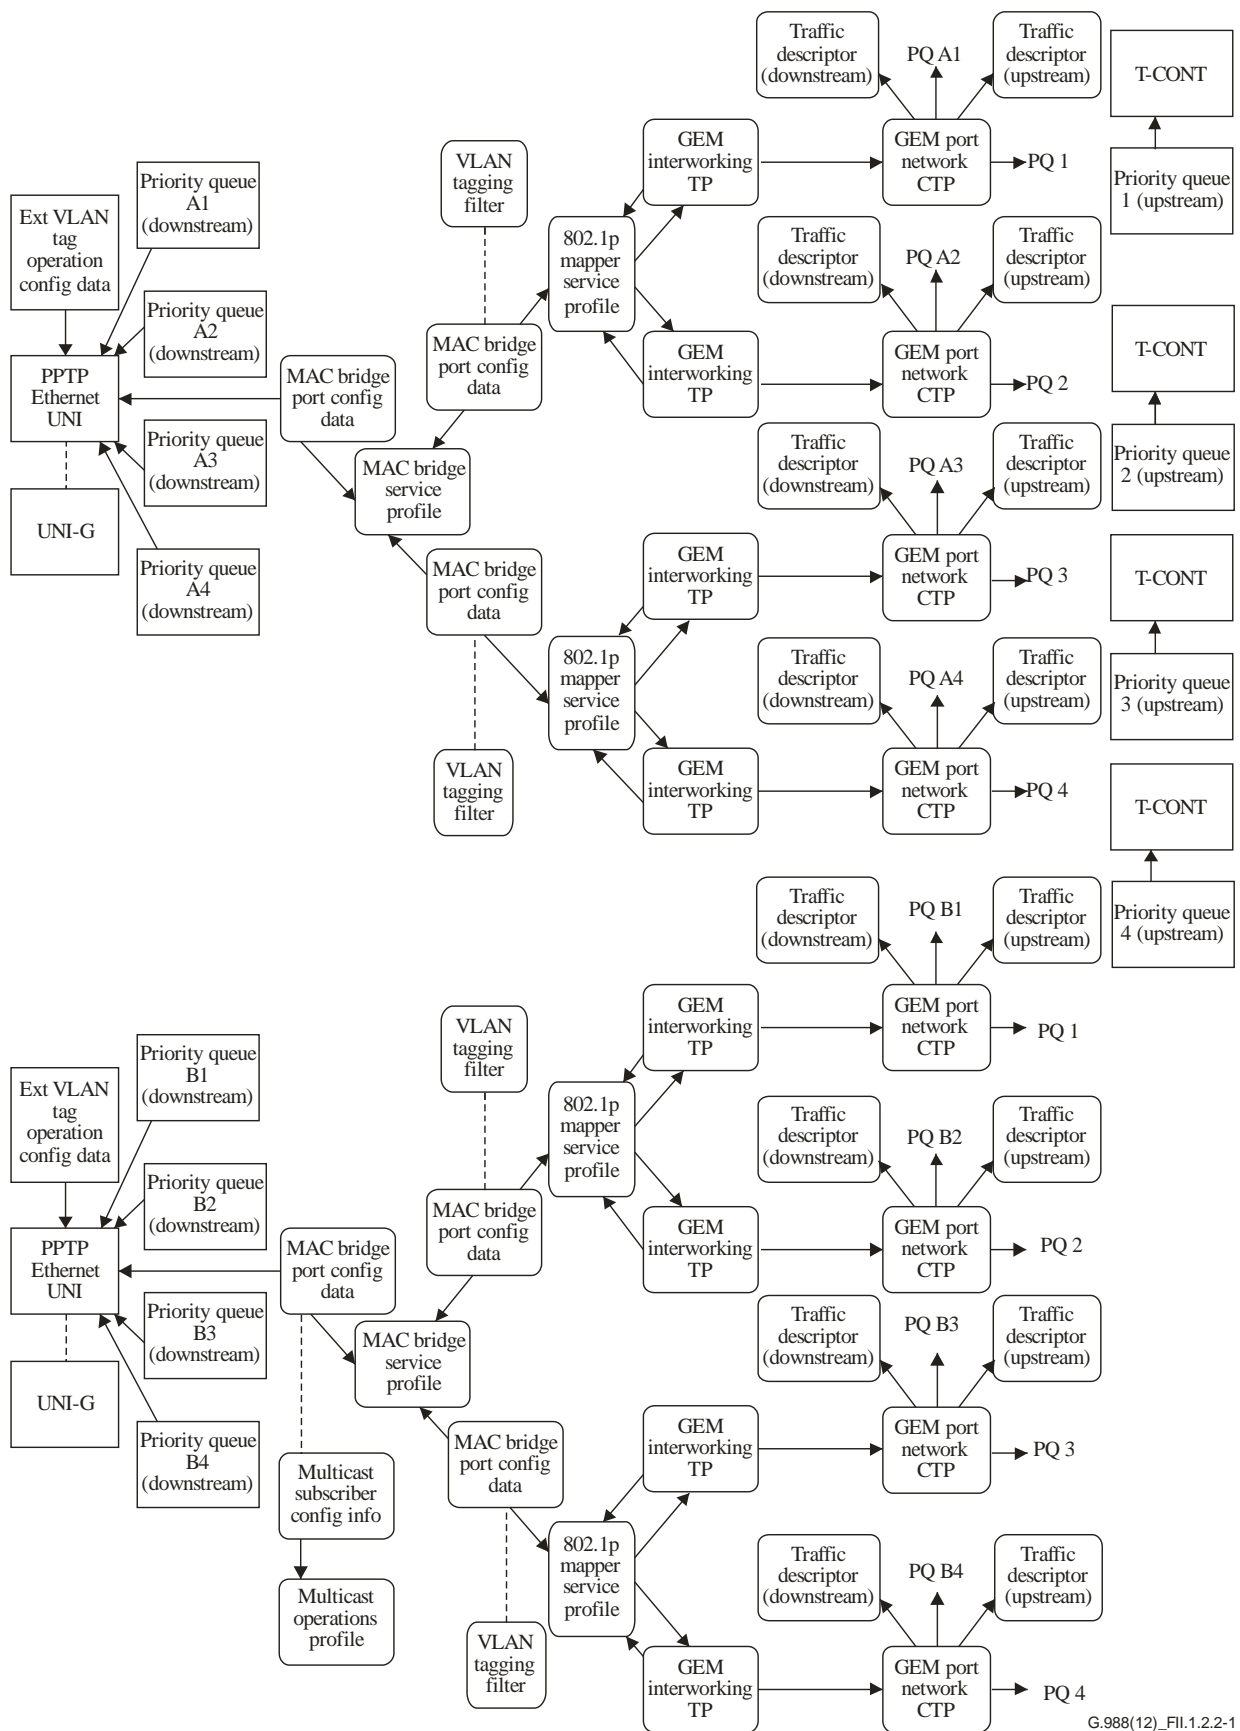 Traffic
descriptor
(downstream)
PQ A1
Traffic
descriptor
(upstream)
T-CONT
VLAN
tagging
filter
GEM
interworking
TP
GEM port
network
CTP
PQ 1
Priority queue
1 (upstream)
Priority queue
A1
(downstream)
Ext VLAN
tag
operation
config data
802.1p
mapper
service
profile
Traffic
descriptor
(downstream)
PQ A2
Traffic
descriptor
(upstream)
Priority queue
A2
(downstream)
MAC bridge
port config
data
GEM
interworking
TP
GEM port
network
CTP
PQ 2
T-CONT
PPTP
Ethernet
UNI
MAC bridge
port config
data
Priority queue
A3
(downstream)
MAC bridge
service
profile
Traffic
descriptor
(downstream)
PQ A3
Traffic
descriptor
(upstream)
Priority queue
2 (upstream)
UNI-G
Priority queue
A4
(downstream)
MAC bridge
port config
data
GEM
interworking
TP
GEM port
network
CTP
PQ 3
T-CONT
802.1p
mapper
service
profile
Traffic
descriptor
(downstream)
PQ A4
Traffic
descriptor
(upstream)
Priority queue
3 (upstream)
VLAN
tagging
filter
GEM
interworking
TP
GEM port
network
CTP
PQ 4
T-CONT
Traffic
descriptor
(downstream)
PQ B1
Traffic
descriptor
(upstream)
Priority queue
4 (upstream)
VLAN
tagging
filter
GEM
interworking
TP
GEM port
network
CTP
PQ 1
Priority queue
B1
(downstream)
Ext VLAN
tag
operation
config data
802.1p
mapper
service
profile
Traffic
descriptor
(downstream)
PQ B2
Traffic
descriptor
(upstream)
Priority queue
B2
(downstream)
MAC bridge
port config
data
GEM
interworking
TP
GEM port
network
CTP
PQ 2
PPTP
Ethernet
UNI
MAC bridge
port config
data
Priority queue
B3
(downstream)
MAC bridge
service
profile
Traffic
descriptor
(downstream)
PQ B3
Traffic
descriptor
(upstream)
UNI-G
Priority queue
B4
(downstream)
MAC bridge
port config
data
GEM
interworking
TP
GEM port
network
CTP
PQ 3
Multicast
subscriber
config info
802.1p
mapper
service
profile
Traffic
descriptor
(downstream)
PQ B4
Traffic
descriptor
(upstream)
Multicast
operations
profile
VLAN
tagging
filter
GEM
interworking
TP
GEM port
network
CTP
PQ 4
G.988(12)_FII.1.2.2-1